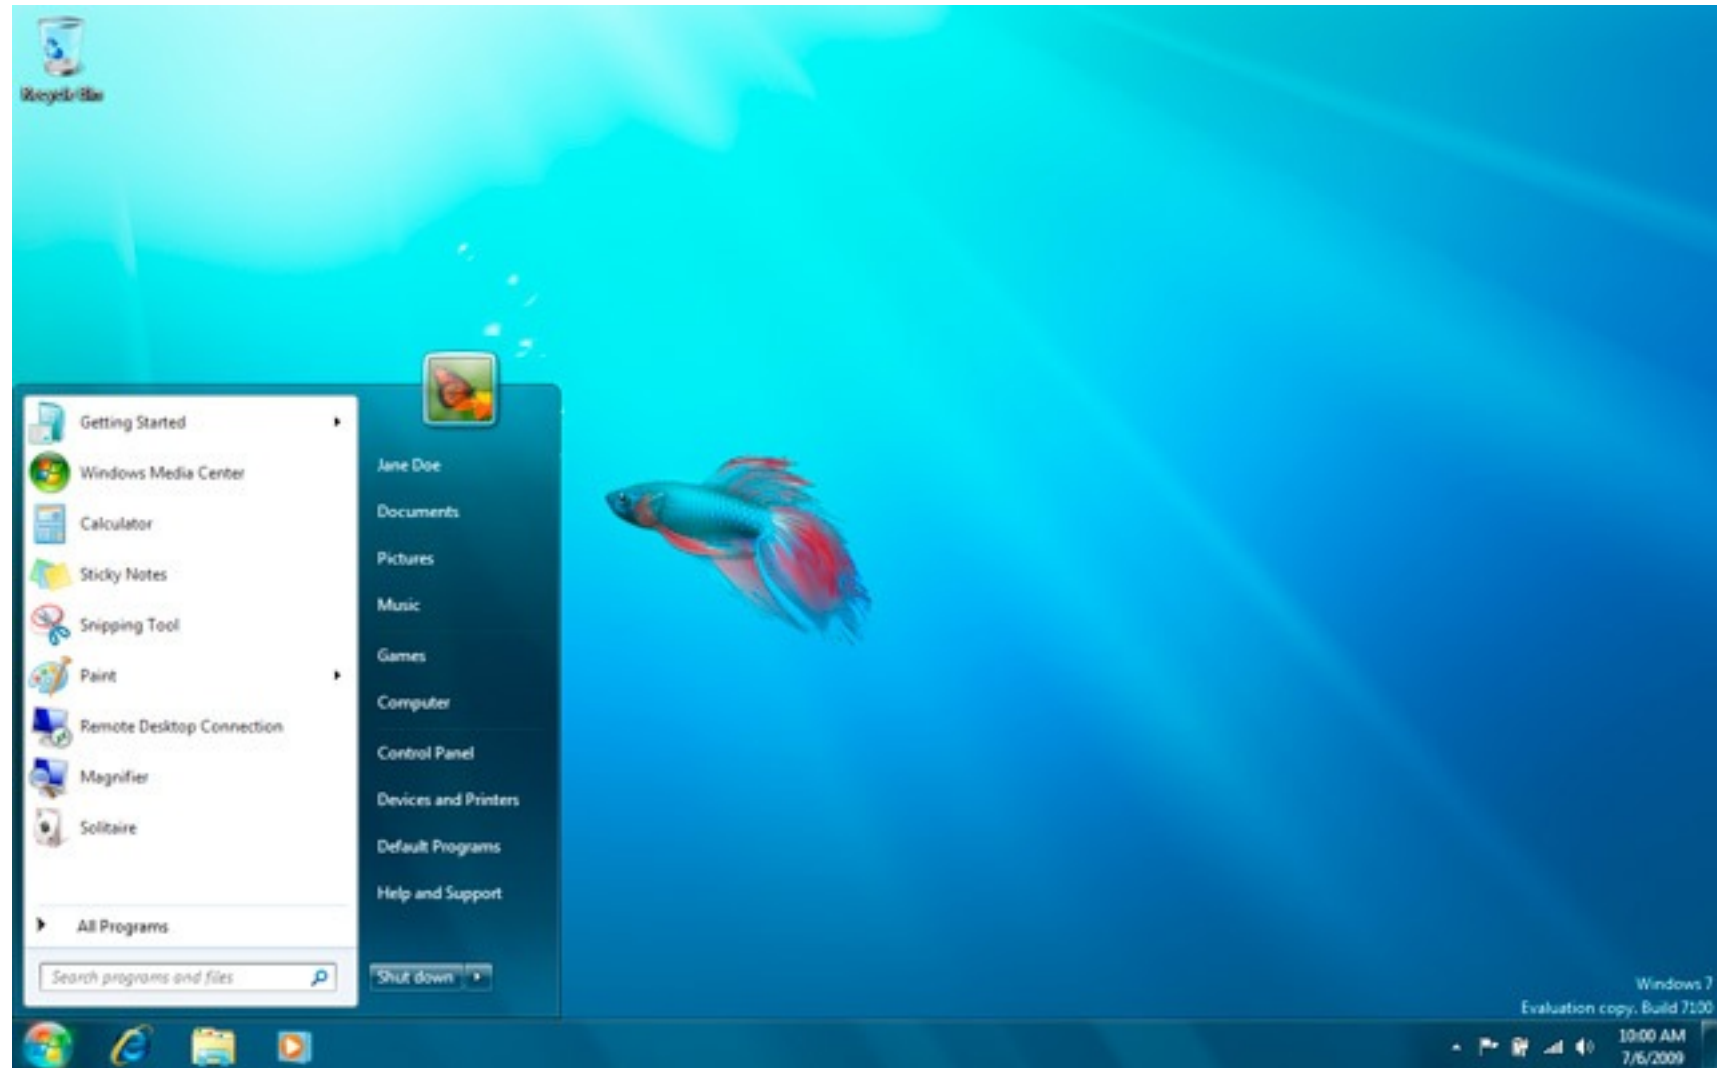 Recycle Bin
Getting Started
Windows Media Center
Calculator
Sticky Notes
Snipping Tool
Paint
Remote Desktop Connection
Magnifier
Solitaire
All Programs
Search programs and files
Jane Doe
Documents
Pictures
Music
Games
Computer
Control Panel
Devices and Printers
Default Programs
Help and Support
Shut down
Windows 7
Evaluation copy. Build 7100
10:00 AM
7/6/2009